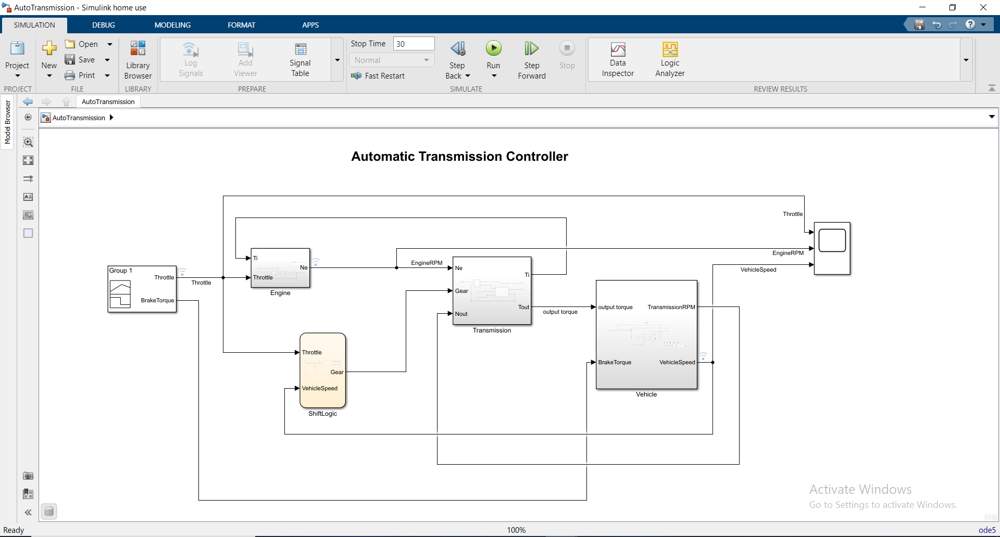 AutoTransmission - Simulink home use
SIMULATION DEBUG MODELING FORMAT APPS
Project
PROJECT
New
Open
Save
Print
FILE
Library
Browser
LIBRARY
Log
Signals
Add
Viewer
Signal
Table
PREPARE
Stop Time 30
Normal
Fast Restart
Step
Back
Run
Step
Forward
Stop
SIMULATE
Data
Inspector
Logic
Analyzer
REVIEW RESULTS
Model Browser
AutoTransmission
AutoTransmission
Automatic Transmission Controller
Throttle
EngineRPM
VehicleSpeed
Group 1
Throttle
BrakeTorque
Throttle
Ti
Throttle
Ne
Engine
EngineRPM
Ne
Gear
Nout
Ti
Tout
Transmission
output torque
output torque
BrakeTorque
TransmissionRPM
VehicleSpeed
Vehicle
Throttle
Gear
VehicleSpeed
ShiftLogic
Activate Windows
Go to Settings to activate Windows.
Ready
100%
ode5